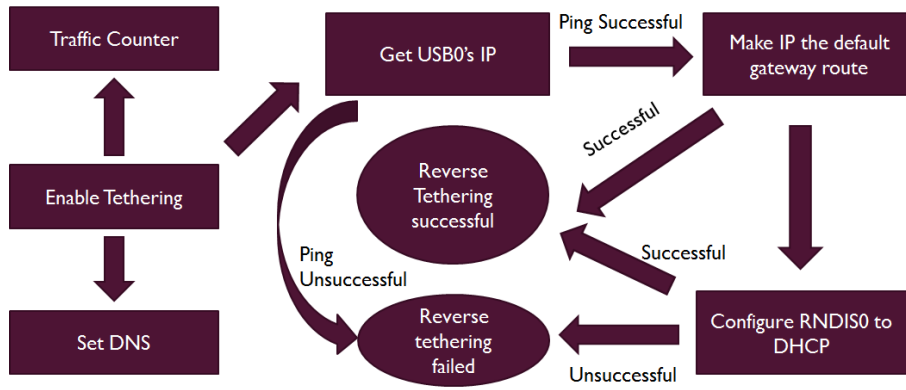 Traffic Counter
Enable Tethering
Set DNS
Get USB0's IP
Ping Successful
Make IP the default
gateway route
Successful
Reverse
Tethering
successful
Ping
Unsuccessful
Successful
Reverse
tethering
failed
Unsuccessful
Configure RNDIS0 to
DHCP